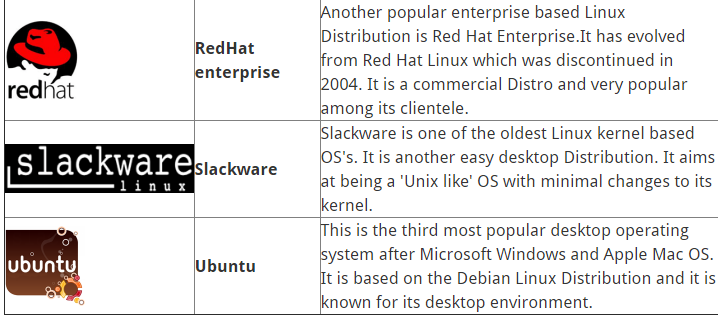 redhat
RedHat
enterprise
Another popular enterprise based Linux
Distribution is Red Hat Enterprise.It has evolved
from Red Hat Linux which was discontinued in
2004. It is a commercial Distro and very popular
among its clientele.
slackware
linux
Slackware
Slackware is one of the oldest Linux kernel based
OS's. It is another easy desktop Distribution. It aims
at being a 'Unix like' OS with minimal changes to its
kernel.
ubuntu
Ubuntu
This is the third most popular desktop operating
system after Microsoft Windows and Apple Mac OS.
It is based on the Debian Linux Distribution and it is
known for its desktop environment.